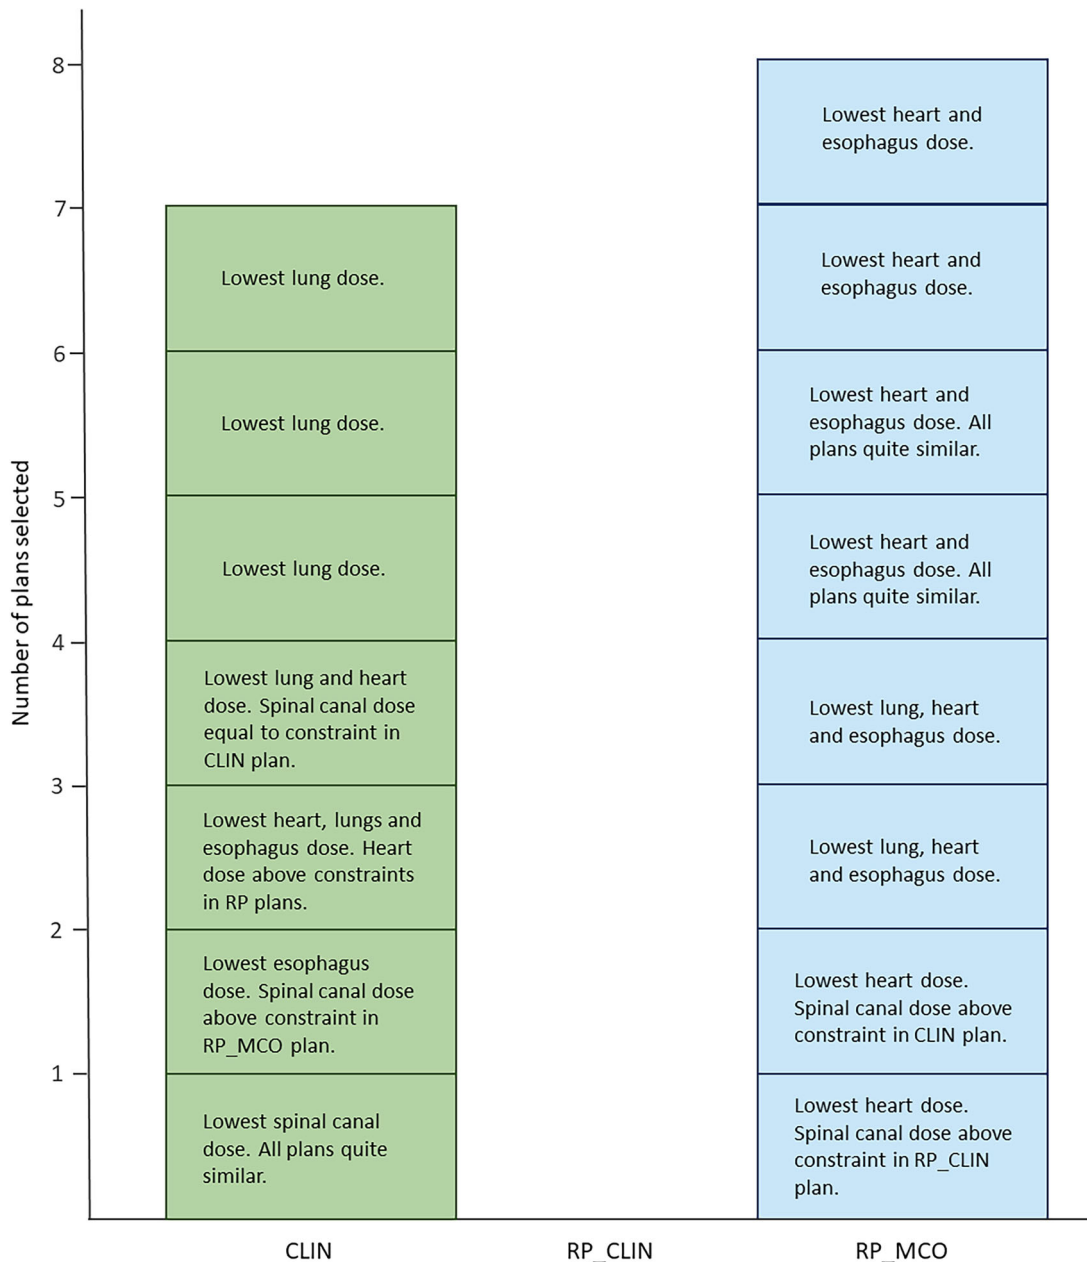 Number of plans selected
8
7
6
5
4
3
2
1
Lowest lung dose.
Lowest lung dose.
Lowest lung dose.
Lowest lung and heart
dose. Spinal canal dose
equal to constraint in
CLIN plan.
Lowest heart, lungs and
esophagus dose. Heart
dose above constraints
in RP plans.
Lowest esophagus
dose. Spinal canal dose
above constraint in
RP_MCO plan.
Lowest spinal canal
dose. All plans quite
similar.
Lowest heart and
esophagus dose.
Lowest heart and
esophagus dose.
Lowest heart and
esophagus dose. All
plans quite similar.
Lowest heart and
esophagus dose. All
plans quite similar.
Lowest lung, heart
and esophagus dose.
Lowest lung, heart
and esophagus dose.
Lowest heart dose.
Spinal canal dose above
constraint in CLIN plan.
Lowest heart dose.
Spinal canal dose above
constraint in RP_CLIN
plan.
CLIN
RP_CLIN
RP_MCO